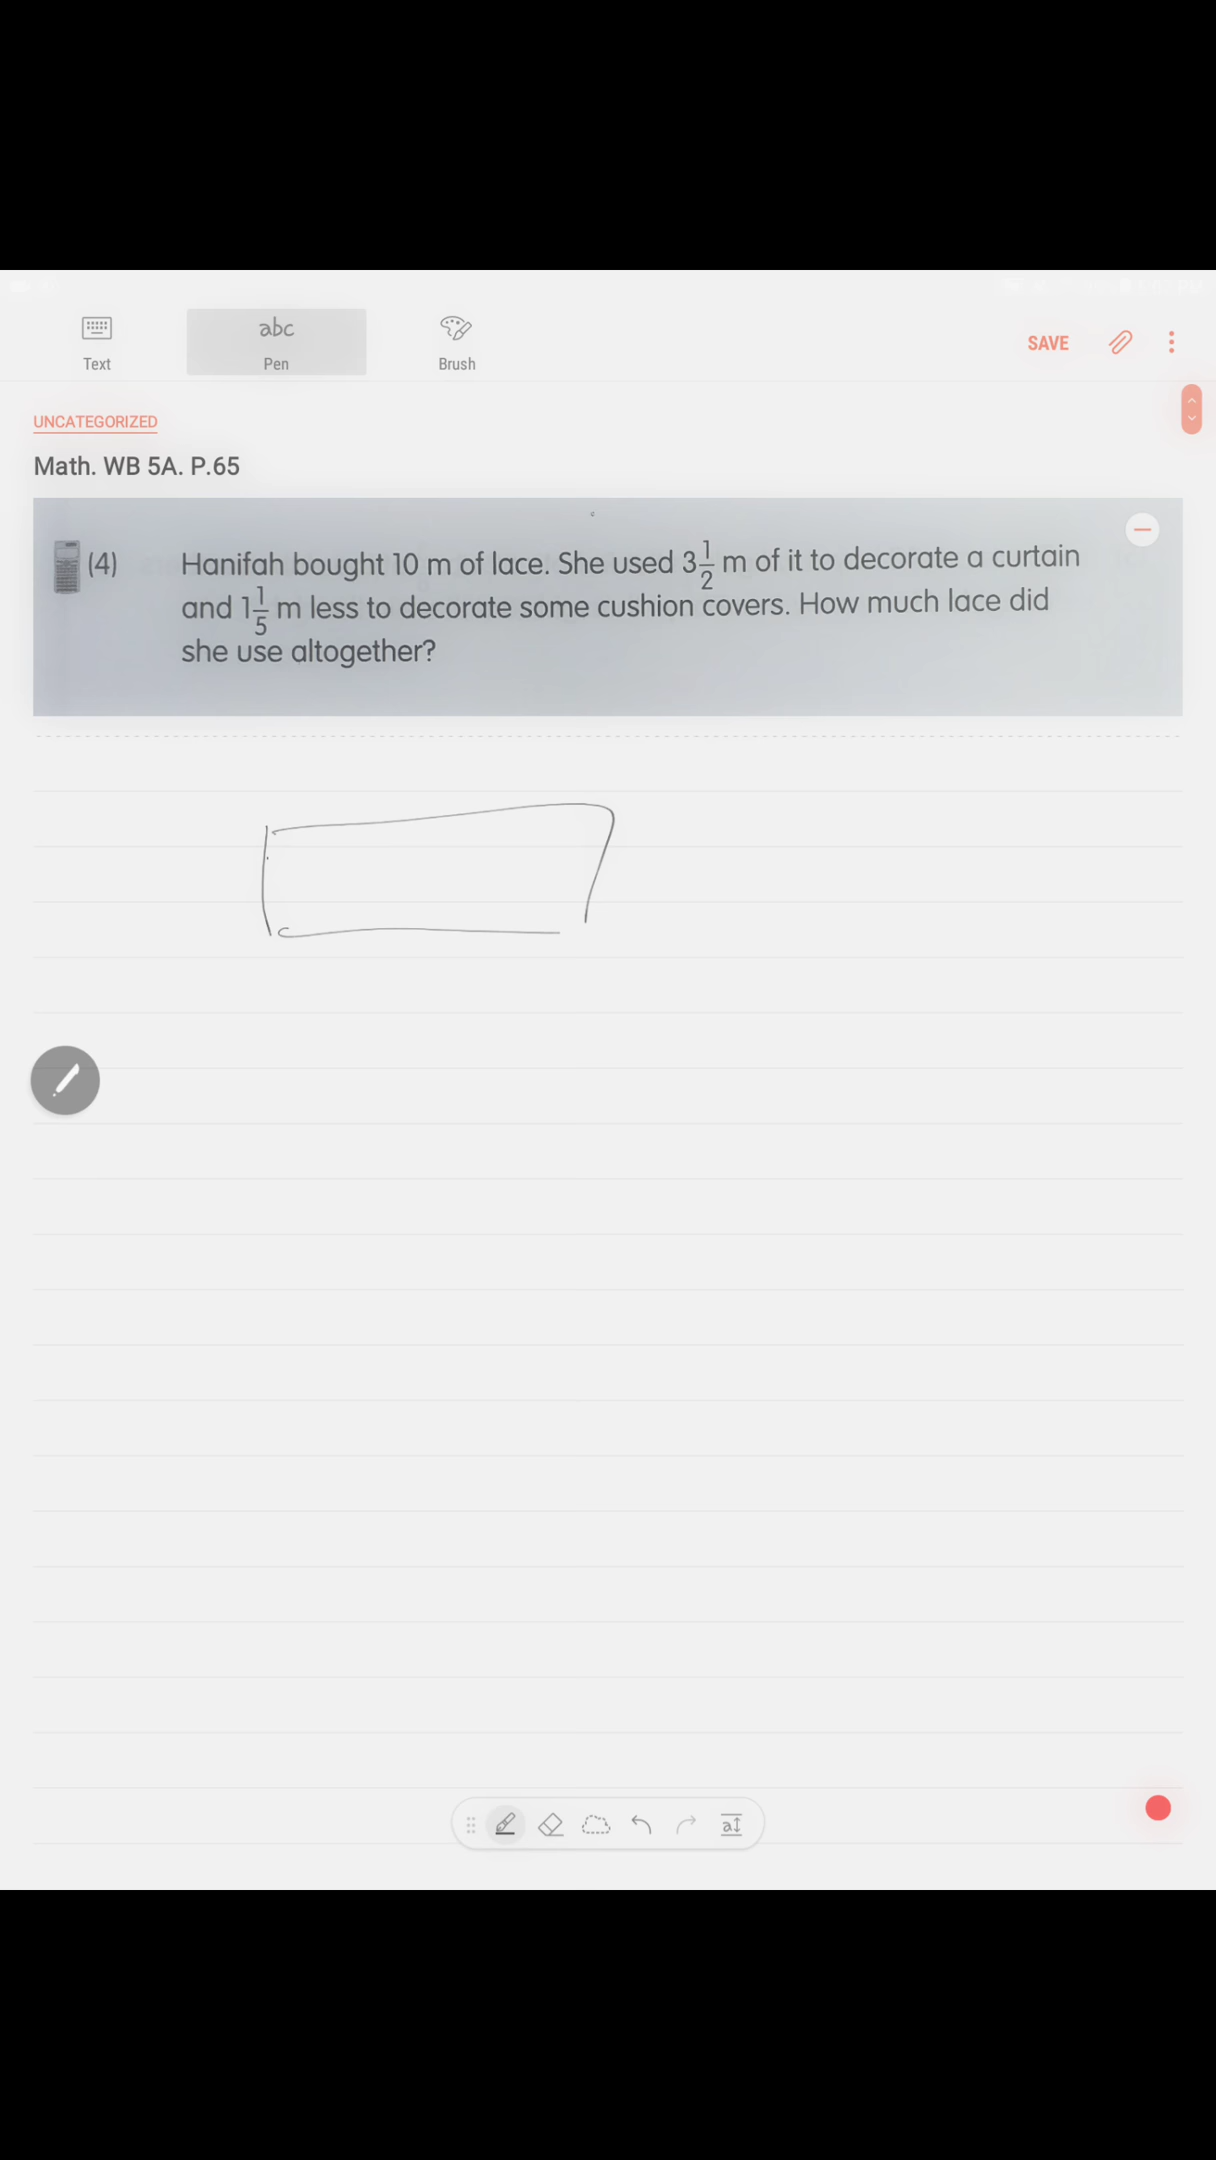 Text
abc
Pen
Brush
SAVE
UNCATEGORIZED
Math. WB 5A. P.65
(4) Hanifah bought 10 m of lace. She used 3 1/2 m of it to decorate a curtain
and 1 1/5 m less to decorate some cushion covers. How much lace did
she use altogether?